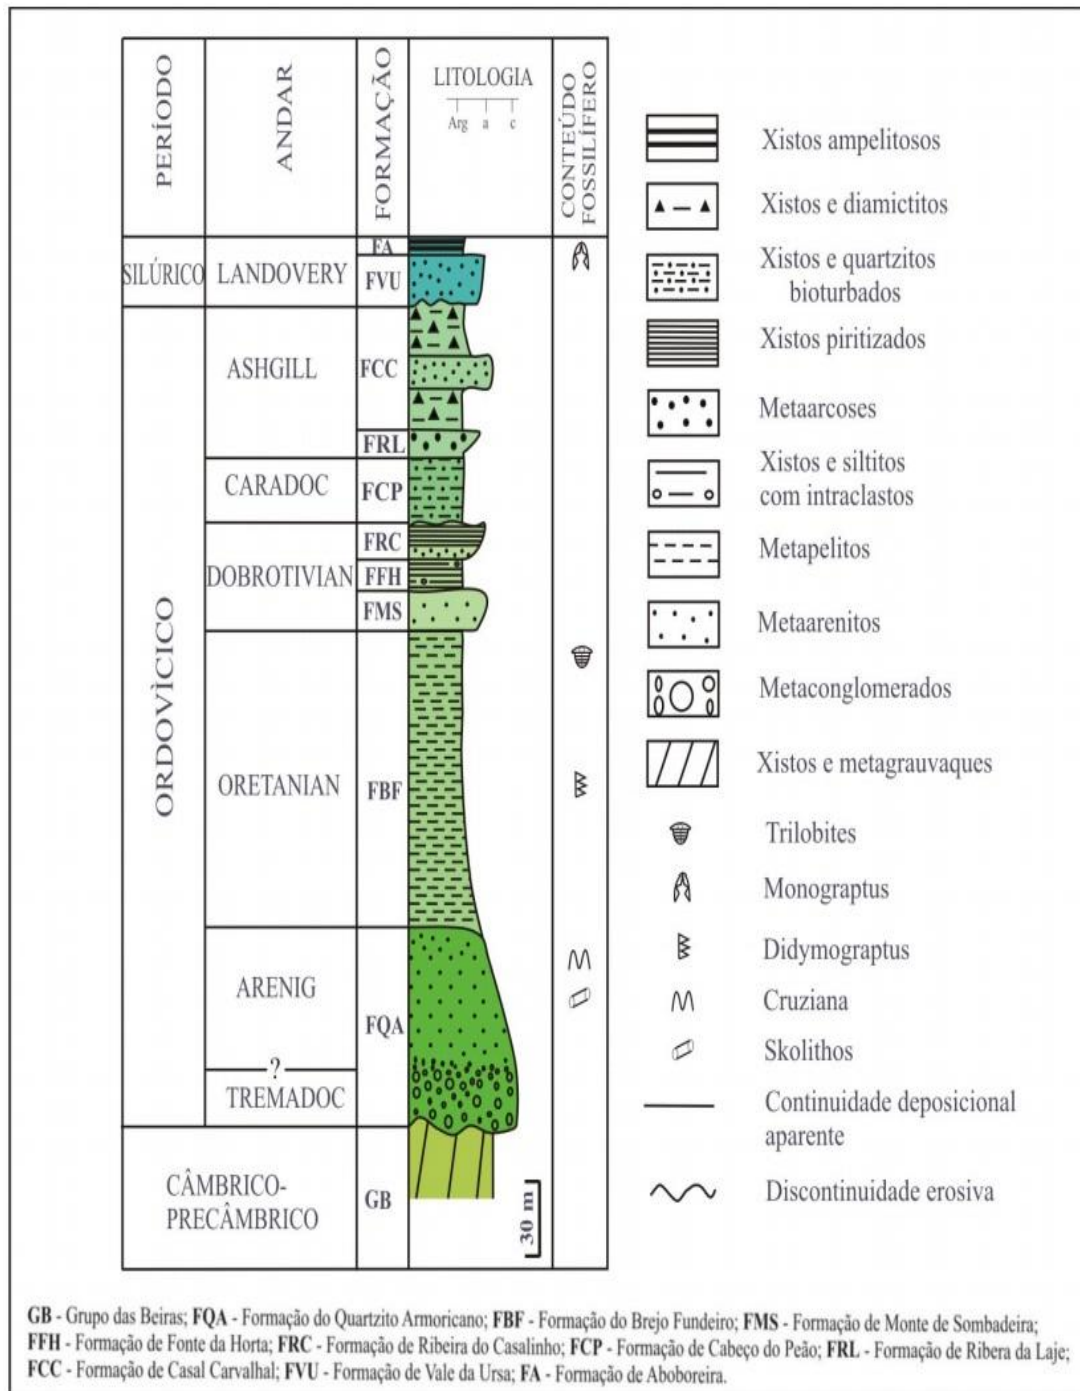 PERÍODO
ANDAR
FORMAÇÃO
LITOLOGIA
Arg a c
CONTEÚDO
FOSSILÍFERO
SILÚRICO
LANDOVERY
FA
FVU
ORDOVÌCICO
ASHGILL
FCC
FRL
CARADOC
FCP
DOBROTIVIAN
FRC
FFH
FMS
ORETANIAN
FBF
ARENIG
FQA
?
TREMADOC
CÂMBRICO-
PRECÂMBRICO
GB
30 m
Xistos ampelitosos
Xistos e diamictitos
Xistos e quartzitos
bioturbados
Xistos piritizados
Metaarcoses
Xistos e siltitos
com intraclastos
Metapelitos
Metaarenitos
Metaconglomerados
Xistos e metagrauvaques
Trilobites
Monograptus
Didymograptus
Cruziana
Skolithos
Continuidade deposicional
aparente
Discontinuidade erosiva
GB - Grupo das Beiras; FQA - Formação do Quartzito Armoricano; FBF - Formação do Brejo Fundeiro; FMS - Formação de Monte de Sombadeira;
FFH - Formação de Fonte da Horta; FRC - Formação de Ribeira do Casalinho; FCP - Formação de Cabeço do Peão; FRL - Formação de Ribera da Laje;
FCC - Formação de Casal Carvalhal; FVU - Formação de Vale da Ursa; FA - Formação de Aboboreira.